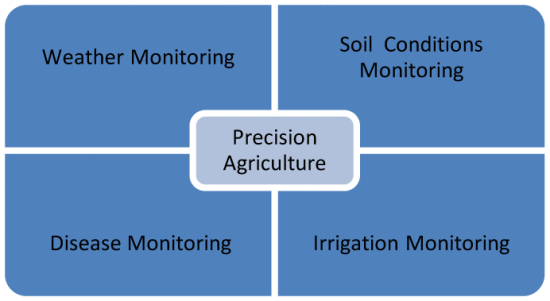 Weather Monitoring
Soil Conditions
Monitoring
Precision
Agriculture
Disease Monitoring
Irrigation Monitoring